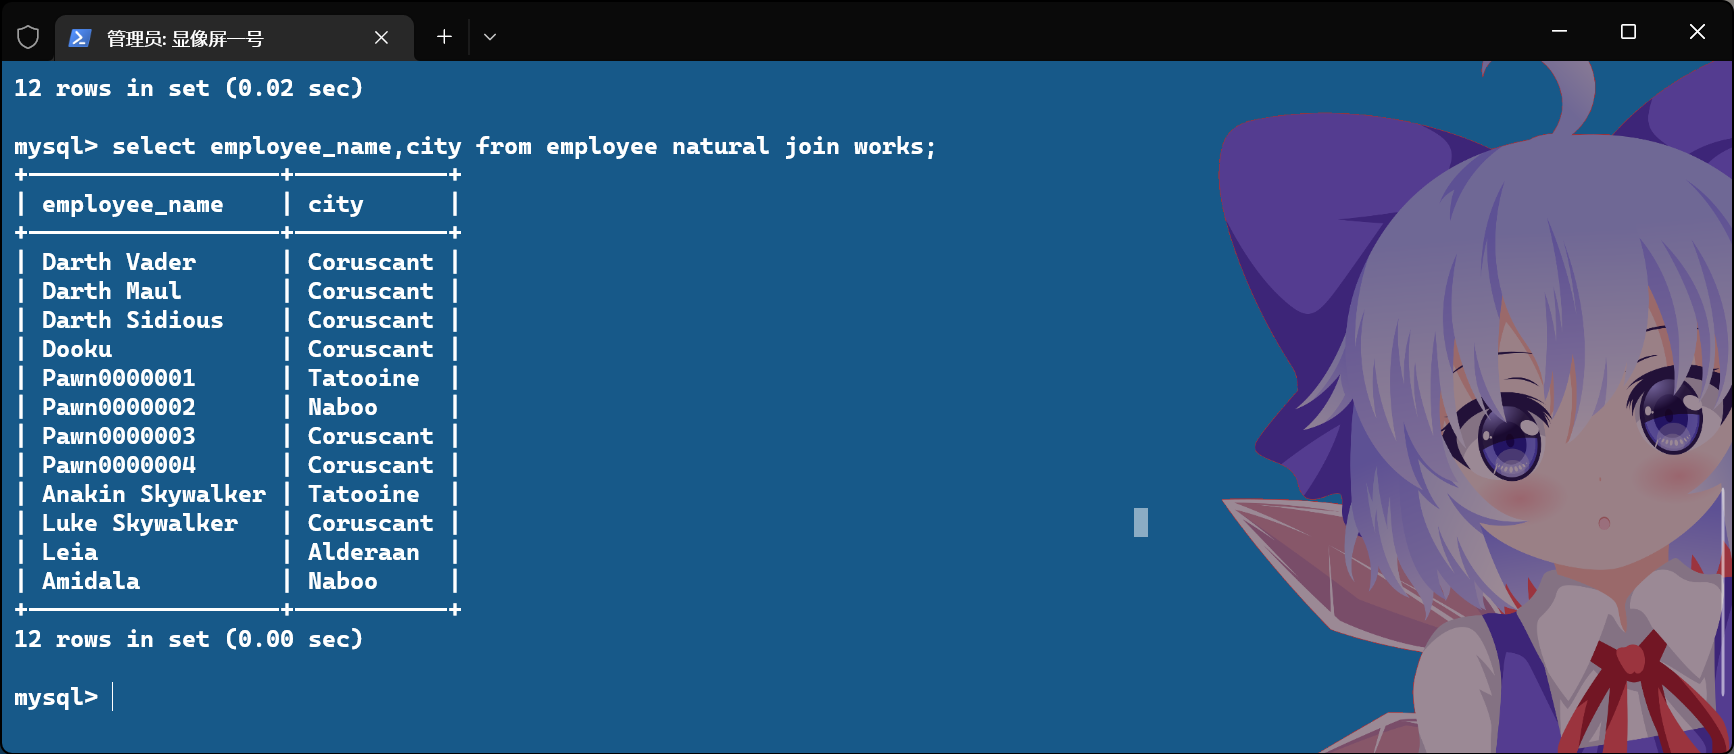 管理员: 显像屏一号
12 rows in set (0.02 sec)
mysql> select employee_name,city from employee natural join works;
+------------------+-----------+
| employee_name    | city      |
+------------------+-----------+
| Darth Vader      | Coruscant |
| Darth Maul       | Coruscant |
| Darth Sidious    | Coruscant |
| Dooku            | Coruscant |
| Pawn0000001      | Tatooine  |
| Pawn0000002      | Naboo     |
| Pawn0000003      | Coruscant |
| Pawn0000004      | Coruscant |
| Anakin Skywalker | Tatooine  |
| Luke Skywalker   | Coruscant |
| Leia             | Alderaan  |
| Amidala          | Naboo     |
+------------------+-----------+
12 rows in set (0.00 sec)
mysql>